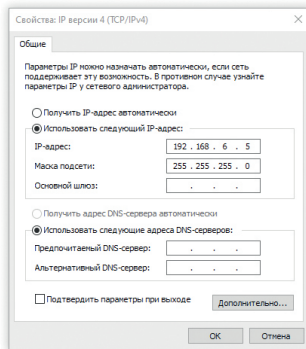 Свойства: IP версии 4 (TCP/IPv4)
Общие
Параметры IP можно назначать автоматически, если сеть
поддерживает эту возможность. В противном случае узнайте
параметры IP у сетевого администратора.
Получить IP-адрес автоматически
Использовать следующий IP-адрес:
IP-адрес: 192 . 168 . 6 . 5
Маска подсети: 255 . 255 . 255 . 0
Основной шлюз: . . .
Получить адрес DNS-сервера автоматически
Использовать следующие адреса DNS-серверов:
Предпочитаемый DNS-сервер: . . .
Альтернативный DNS-сервер: . . .
Подтвердить параметры при выходе
Дополнительно...
ОК Отмена